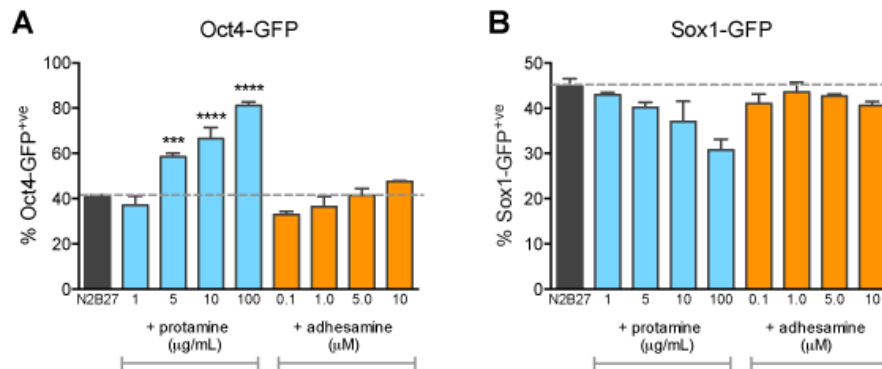 A
Oct4-GFP
% Oct4-GFP+ve
100
80
60
40
20
0
***
****
****
N2B27 1 5 10 100 0.1 1.0 5.0 10
+ protamine
(μg/mL)
+ adhesamine
(μM)
B
Sox1-GFP
% Sox1-GFP+ve
50
40
30
20
10
0
N2B27 1 5 10 100 0.1 1.0 5.0 10
+ protamine
(μg/mL)
+ adhesamine
(μM)